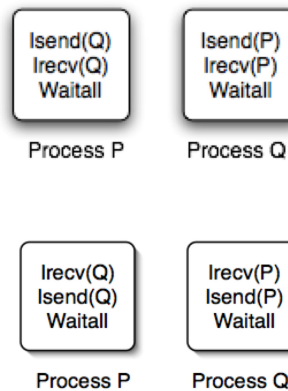 Isend(Q)
Irecv(Q)
Waitall
Process P
Isend(P)
Irecv(P)
Waitall
Process Q
Irecv(Q)
Isend(Q)
Waitall
Process P
Irecv(P)
Isend(P)
Waitall
Process Q